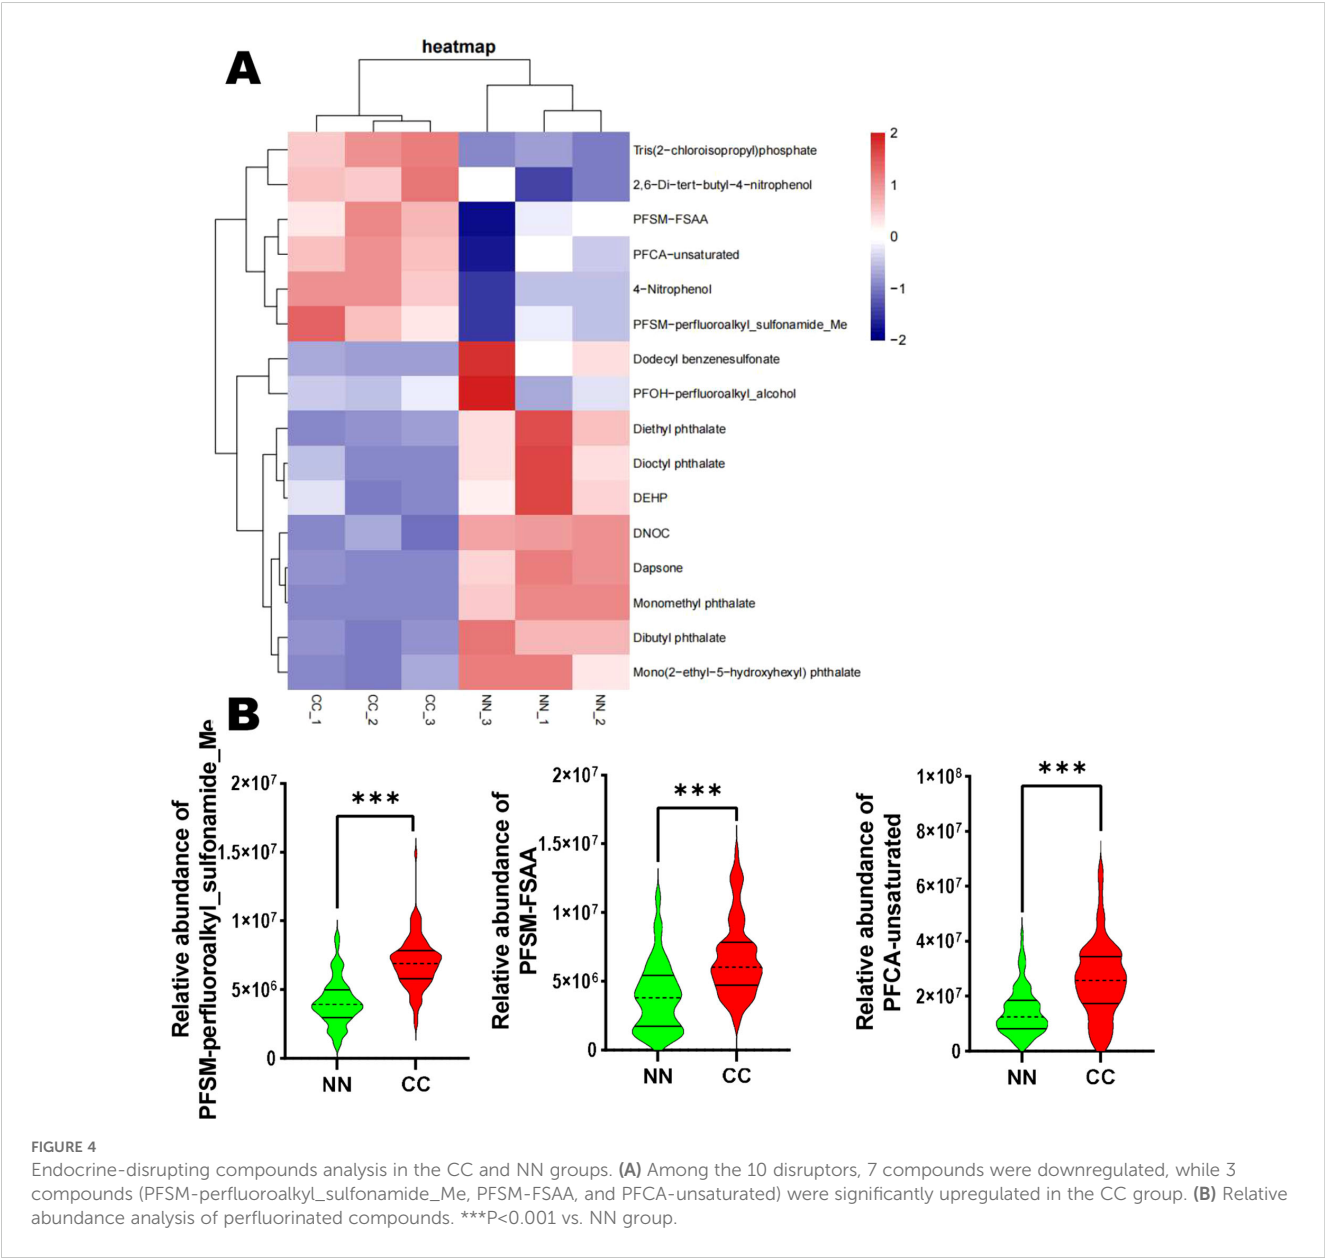 A
heatmap
Tris(2−chloroisopropyl)phosphate
2,6−Di−tert−butyl−4−nitrophenol
PFSM−FSAA
PFCA−unsaturated
4−Nitrophenol
PFSM−perfluoroalkyl_sulfonamide_Me
Dodecyl benzenesulfonate
PFOH−perfluoroalkyl_alcohol
Diethyl phthalate
Dioctyl phthalate
DEHP
DNOC
Dapsone
Monomethyl phthalate
Dibutyl phthalate
Mono(2−ethyl−5−hydroxyhexyl) phthalate
2
1
0
−1
−2
CC_1
CC_2
CC_3
NN_3
NN_1
NN_2
B
Relative abundance of
PFSM-perfluoroalkyl_sulfonamide_Me
2×10⁷
1.5×10⁷
1×10⁷
5×10⁶
0
***
NN
CC
Relative abundance of
PFSM-FSAA
2×10⁷
1.5×10⁷
1×10⁷
5×10⁶
0
***
NN
CC
Relative abundance of
PFCA-unsaturated
1×10⁸
8×10⁷
6×10⁷
4×10⁷
2×10⁷
0
***
NN
CC
FIGURE 4
Endocrine-disrupting compounds analysis in the CC and NN groups. (A) Among the 10 disruptors, 7 compounds were downregulated, while 3
compounds (PFSM-perfluoroalkyl_sulfonamide_Me, PFSM-FSAA, and PFCA-unsaturated) were significantly upregulated in the CC group. (B) Relative
abundance analysis of perfluorinated compounds. ***P<0.001 vs. NN group.